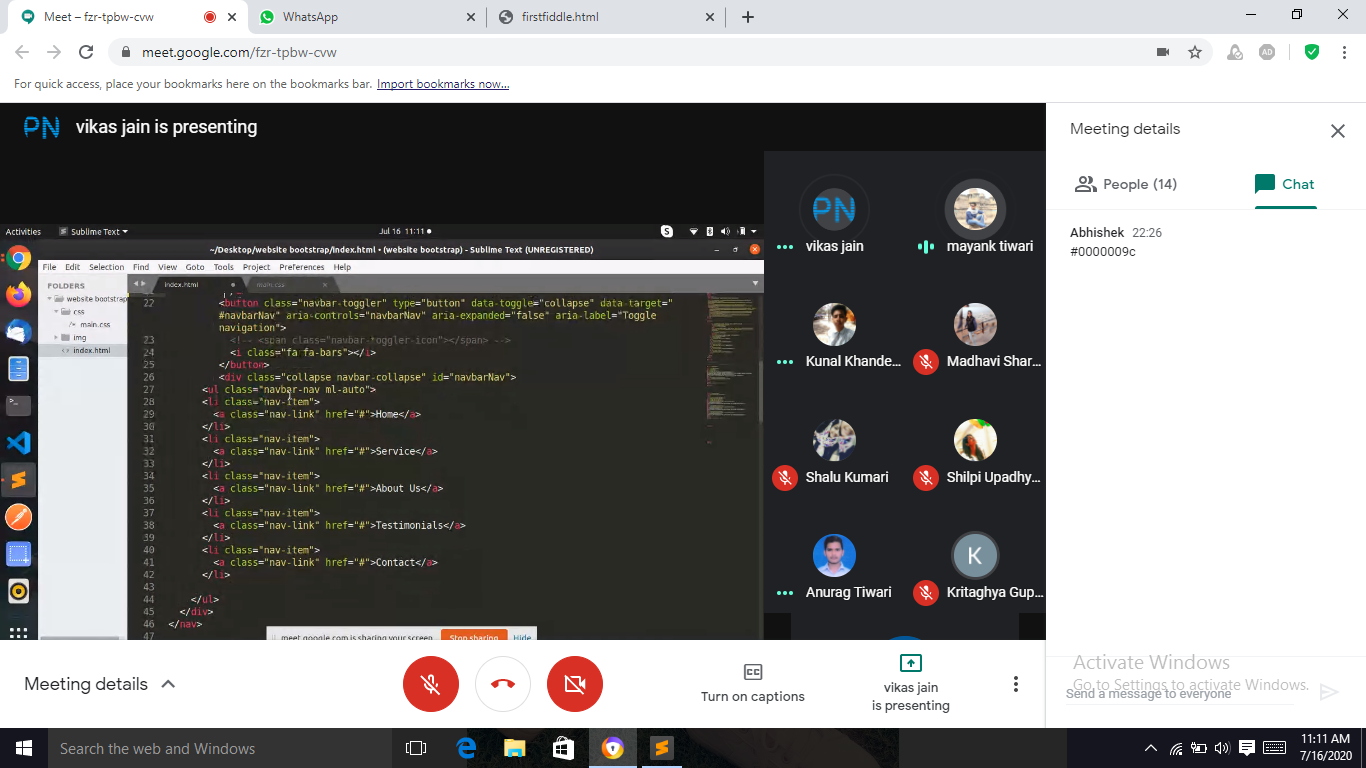 Meet – fzr-tpbw-cvw
WhatsApp
firstfiddle.html
meet.google.com/fzr-tpbw-cvw
AD
For quick access, place your bookmarks here on the bookmarks bar. Import bookmarks now...
PN vikas jain is presenting
Activities
Sublime Text
Jul 16 11:11
~/Desktop/website bootstrap/index.html • (website bootstrap) - Sublime Text (UNREGISTERED)
File Edit Selection Find View Goto Tools Project Preferences Help
FOLDERS
website bootstrap
css
main.css
img
index.html
index.html
main.css
22 <button class="navbar-toggler" type="button" data-toggle="collapse" data-target="
#navbarNav" aria-controls="navbarNav" aria-expanded="false" aria-label="Toggle
navigation">
23 <!-- <span class="navbar-toggler-icon"></span> -->
24 <i class="fa fa-bars"></i>
25 </button>
26 <div class="collapse navbar-collapse" id="navbarNav">
27 <ul class="navbar-nav ml-auto">
28 <li class="nav-item">
29 <a class="nav-link" href="#">Home</a>
30 </li>
31 <li class="nav-item">
32 <a class="nav-link" href="#">Service</a>
33 </li>
34 <li class="nav-item">
35 <a class="nav-link" href="#">About Us</a>
36 </li>
37 <li class="nav-item">
38 <a class="nav-link" href="#">Testimonials</a>
39 </li>
40 <li class="nav-item">
41 <a class="nav-link" href="#">Contact</a>
42 </li>
43
44 </ul>
45 </div>
46 </nav>
47
meet.google.com is sharing your screen. Stop sharing Hide
PN
vikas jain
mayank tiwari
Kunal Khande...
Madhavi Shar...
Shalu Kumari
Shilpi Upadhy...
K
Anurag Tiwari
Kritaghya Gup...
Meeting details
People (14)
Chat
Abhishek 22:26
#0000009c
Activate Windows
Go to Settings to activate Windows.
Send a message to everyone
Meeting details
Turn on captions
vikas jain
is presenting
Search the web and Windows
11:11 AM
7/16/2020